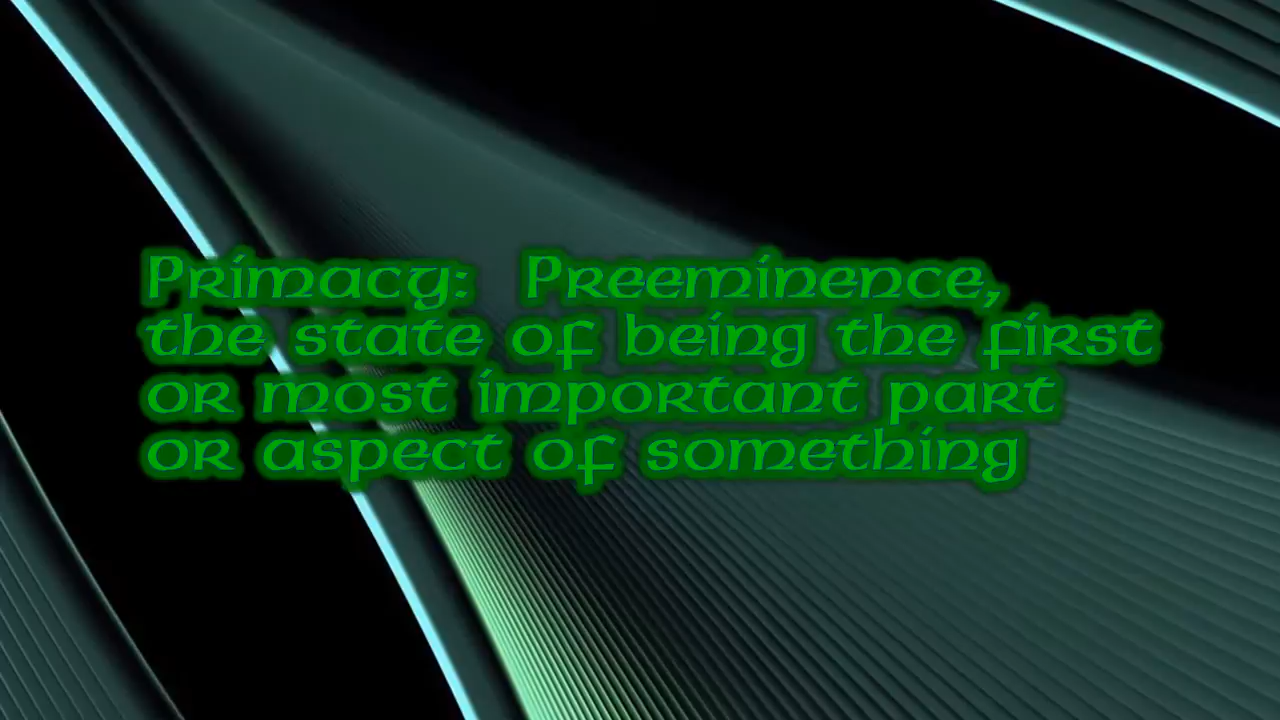 Primacy: Preeminence,
the state of being the first
or most important part
or aspect of something